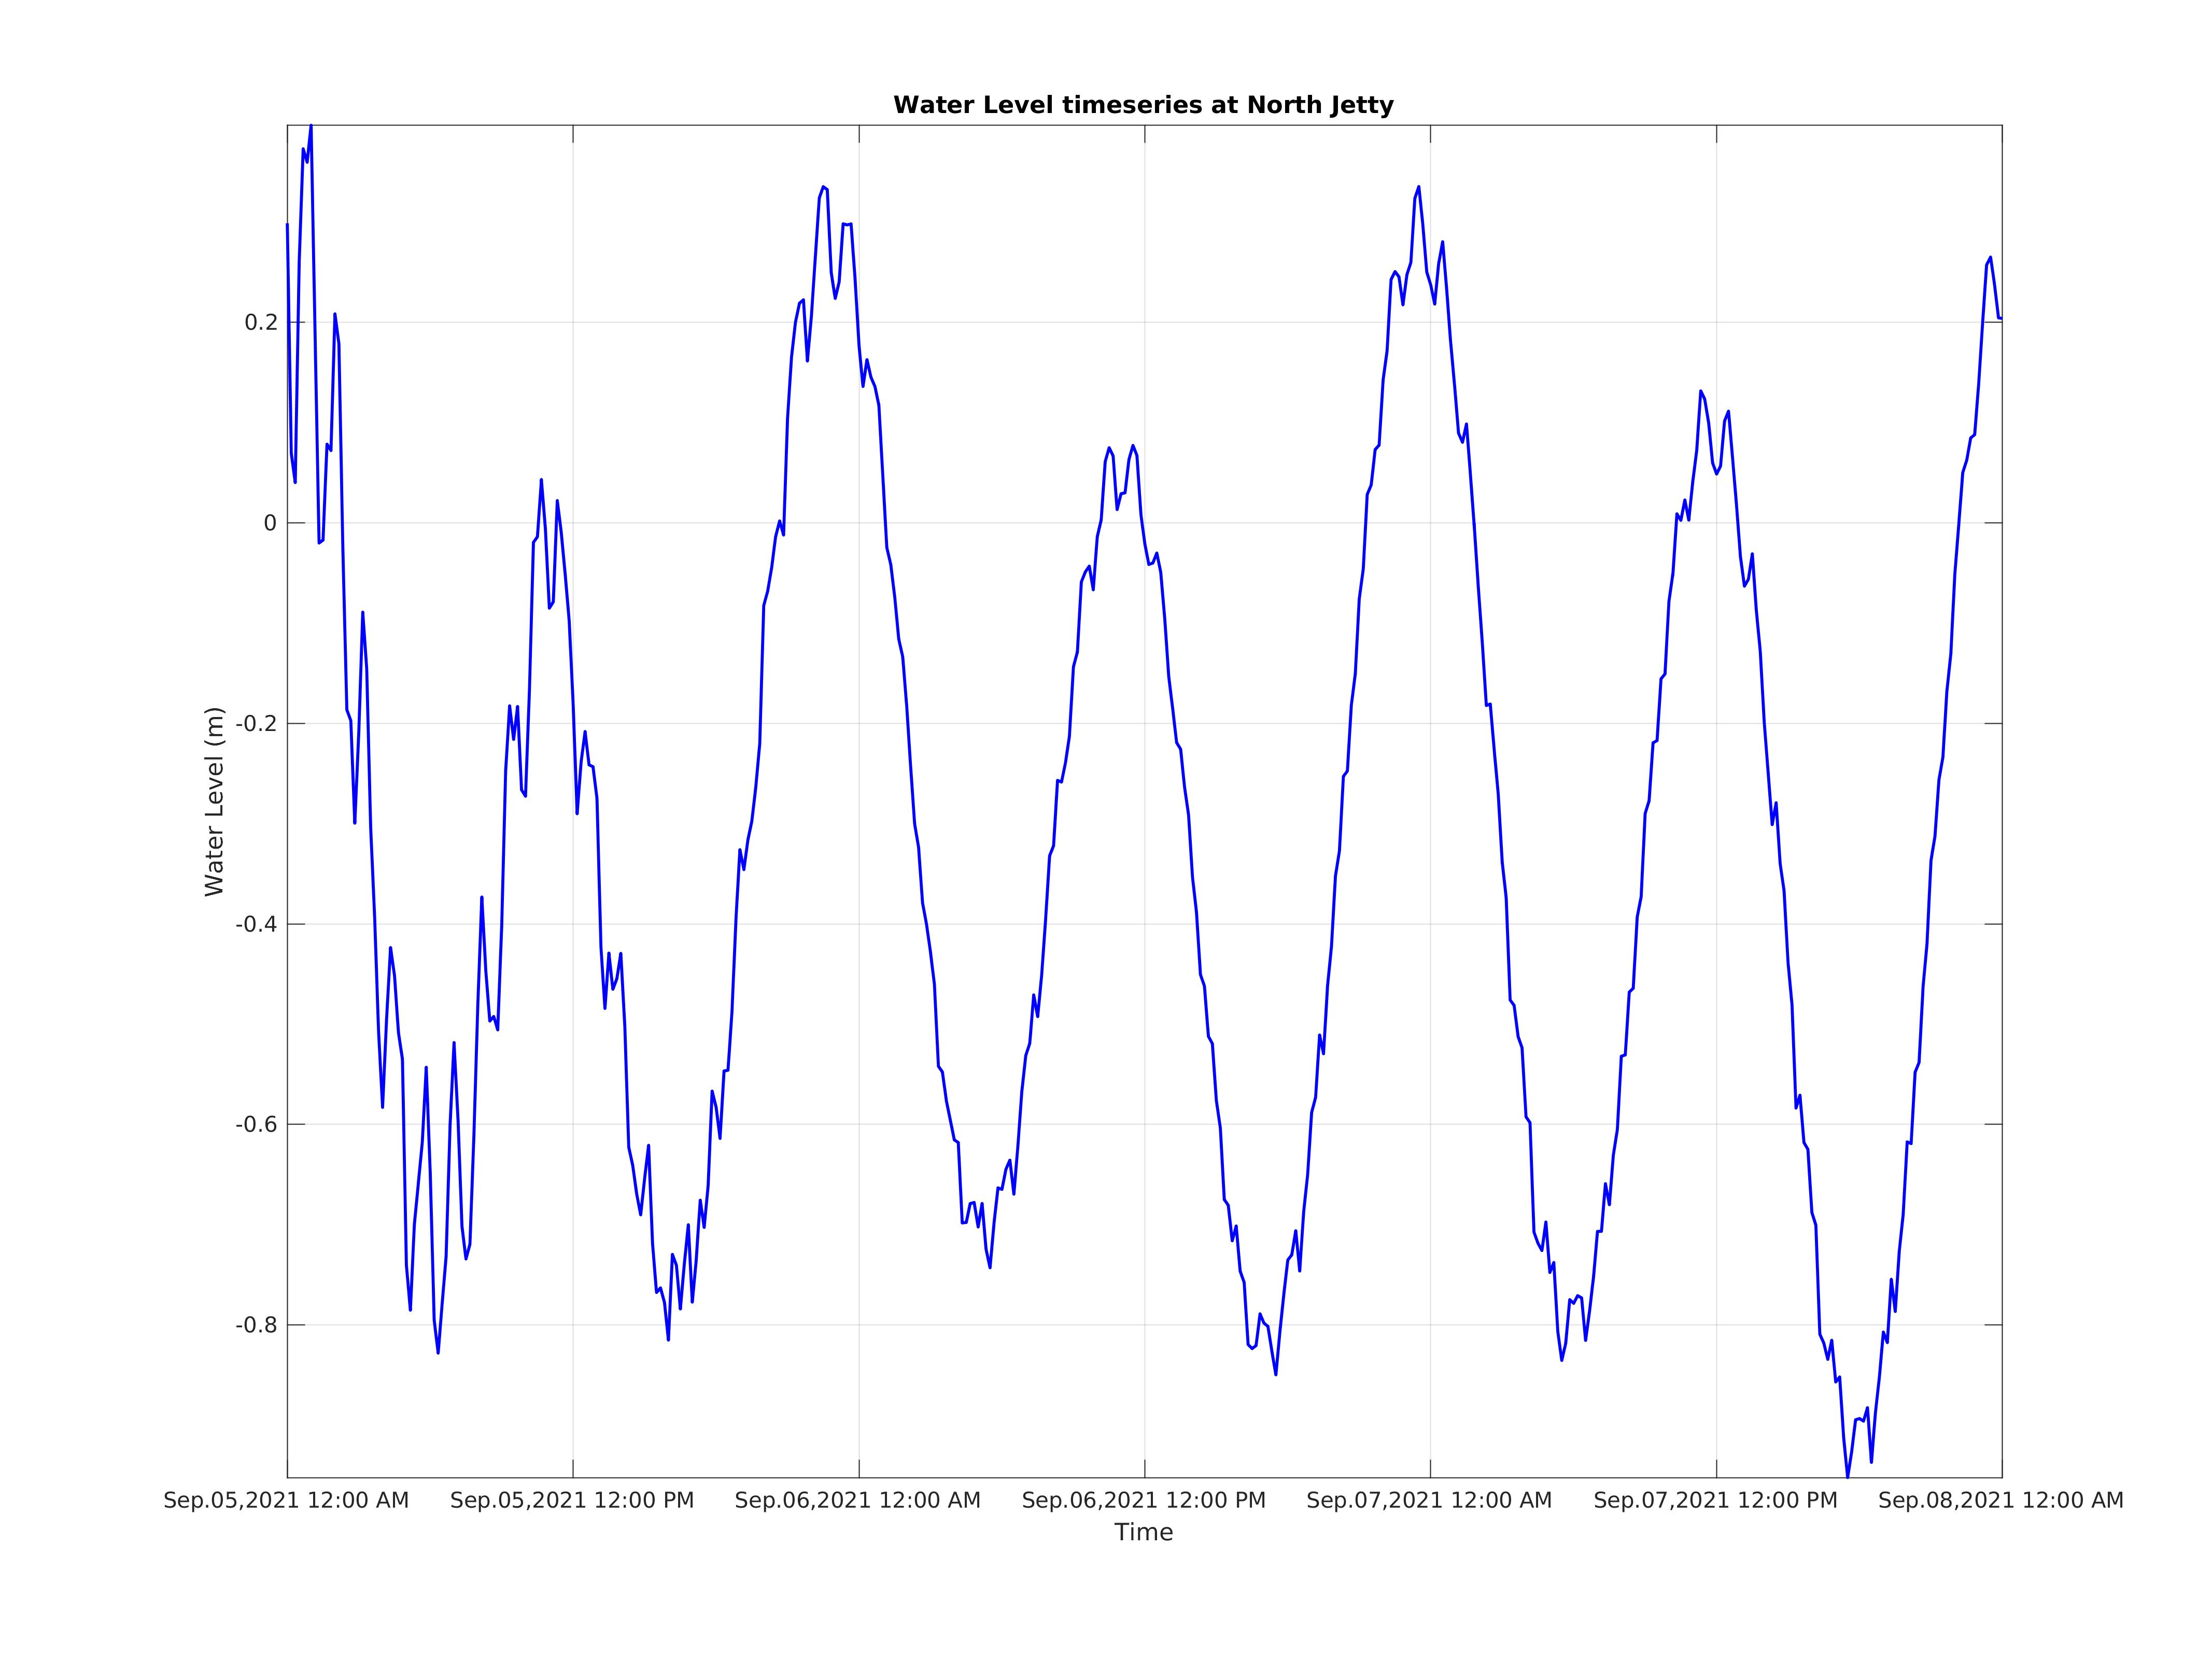 Water Level timeseries at North Jetty
Water Level (m)
0.2
0
-0.2
-0.4
-0.6
-0.8
Sep.05,2021 12:00 AM
Sep.05,2021 12:00 PM
Sep.06,2021 12:00 AM
Sep.06,2021 12:00 PM
Sep.07,2021 12:00 AM
Sep.07,2021 12:00 PM
Sep.08,2021 12:00 AM
Time